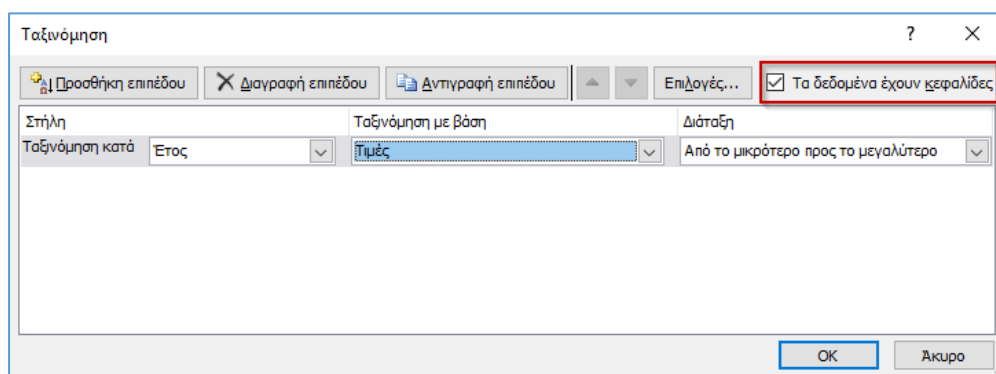 Ταξινόμηση ?
Προσθήκη επιπέδου Διαγραφή επιπέδου Αντιγραφή επιπέδου Επιλογές... Τα δεδομένα έχουν κεφαλίδες
Στήλη Ταξινόμηση με βάση Διάταξη
Ταξινόμηση κατά Έτος Τιμές Από το μικρότερο προς το μεγαλύτερο
OK Άκυρο